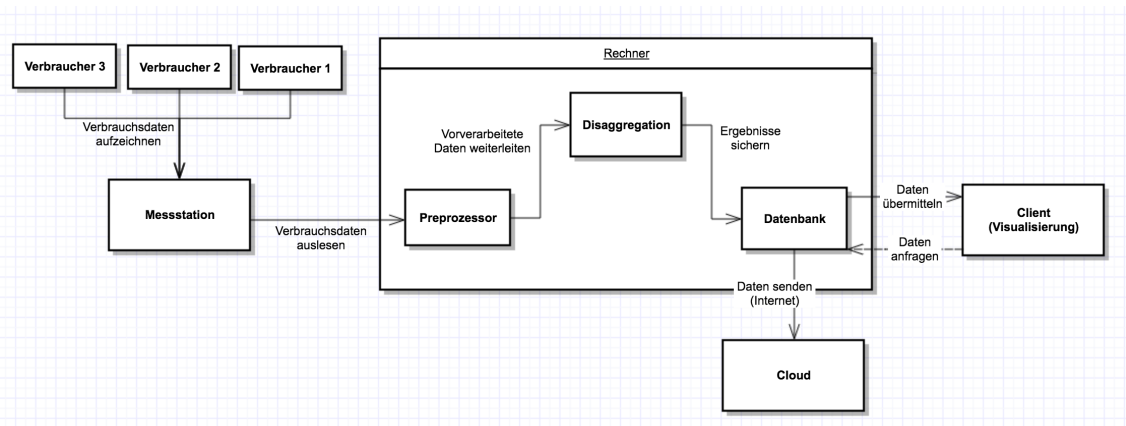 Rechner
Verbraucher 3
Verbraucher 2
Verbraucher 1
Verbrauchsdaten
aufzeichnen
Messstation
Verbrauchsdaten
auslesen
Preprozessor
Vorverarbeitete
Daten weiterleiten
Disaggregation
Ergebnisse
sichern
Datenbank
Daten
übermitteln
Daten
anfragen
Client
(Visualisierung)
Daten senden
(Internet)
Cloud